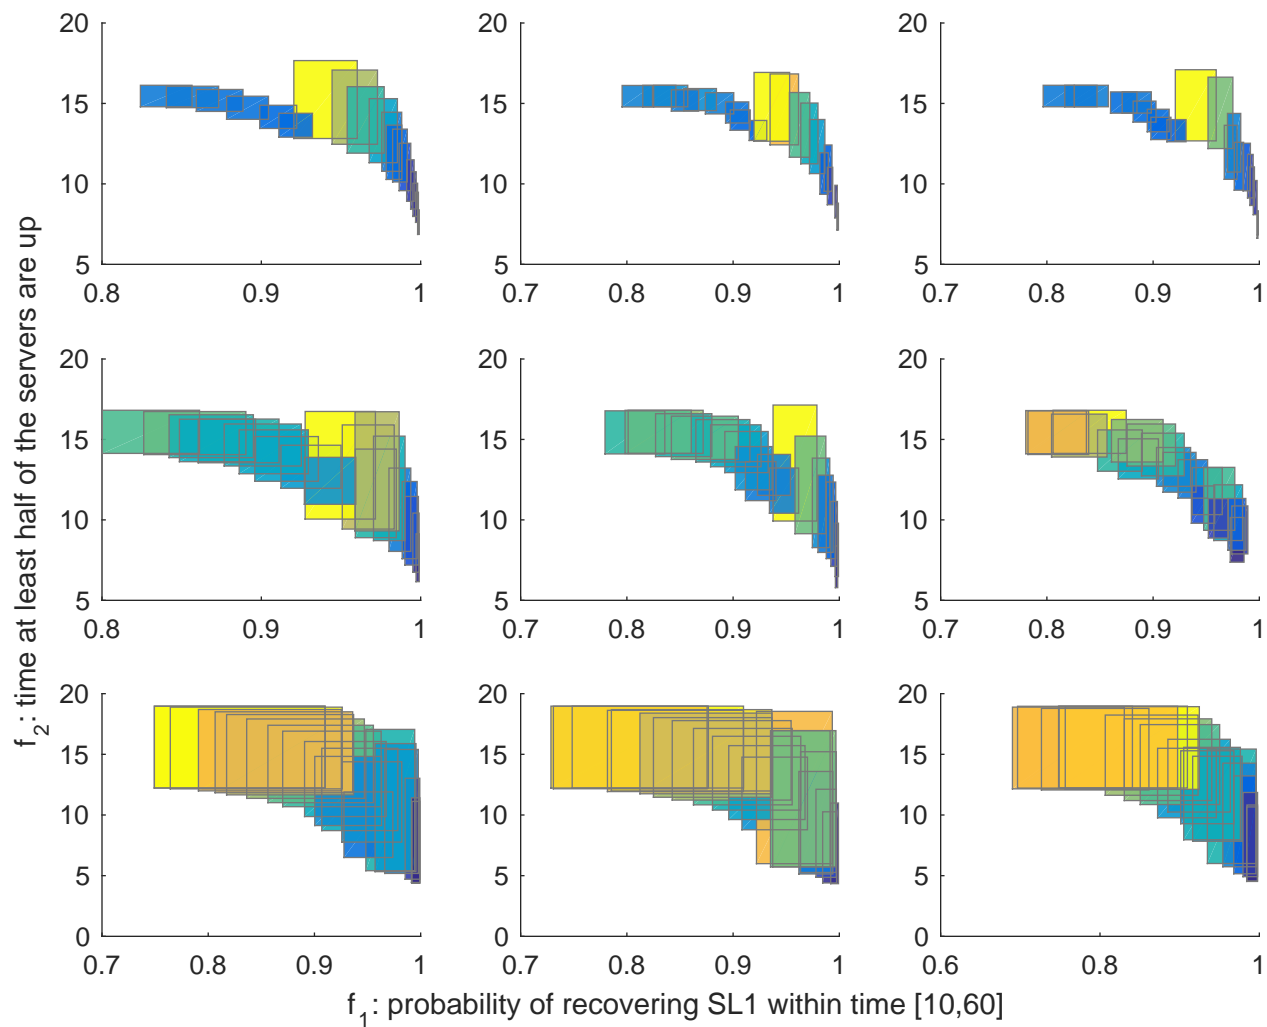 20 20 20
15 15 15
10 10 10
5 5 5
0.8 0.9 1 0.7 0.8 0.9 1 0.7 0.8 0.9 1
20 20 20
15 15 15
10 10 10
5 5 5
0.8 0.9 1 0.7 0.8 0.9 1 0.7 0.8 0.9 1
20 20 20
15 15 15
10 10 10
5 5 5
0 0 0
0.7 0.8 0.9 1 0.6 0.7 0.8 0.9 1 0.6 0.8 1
f2: time at least half of the servers are up
f1: probability of recovering SL1 within time [10,60]